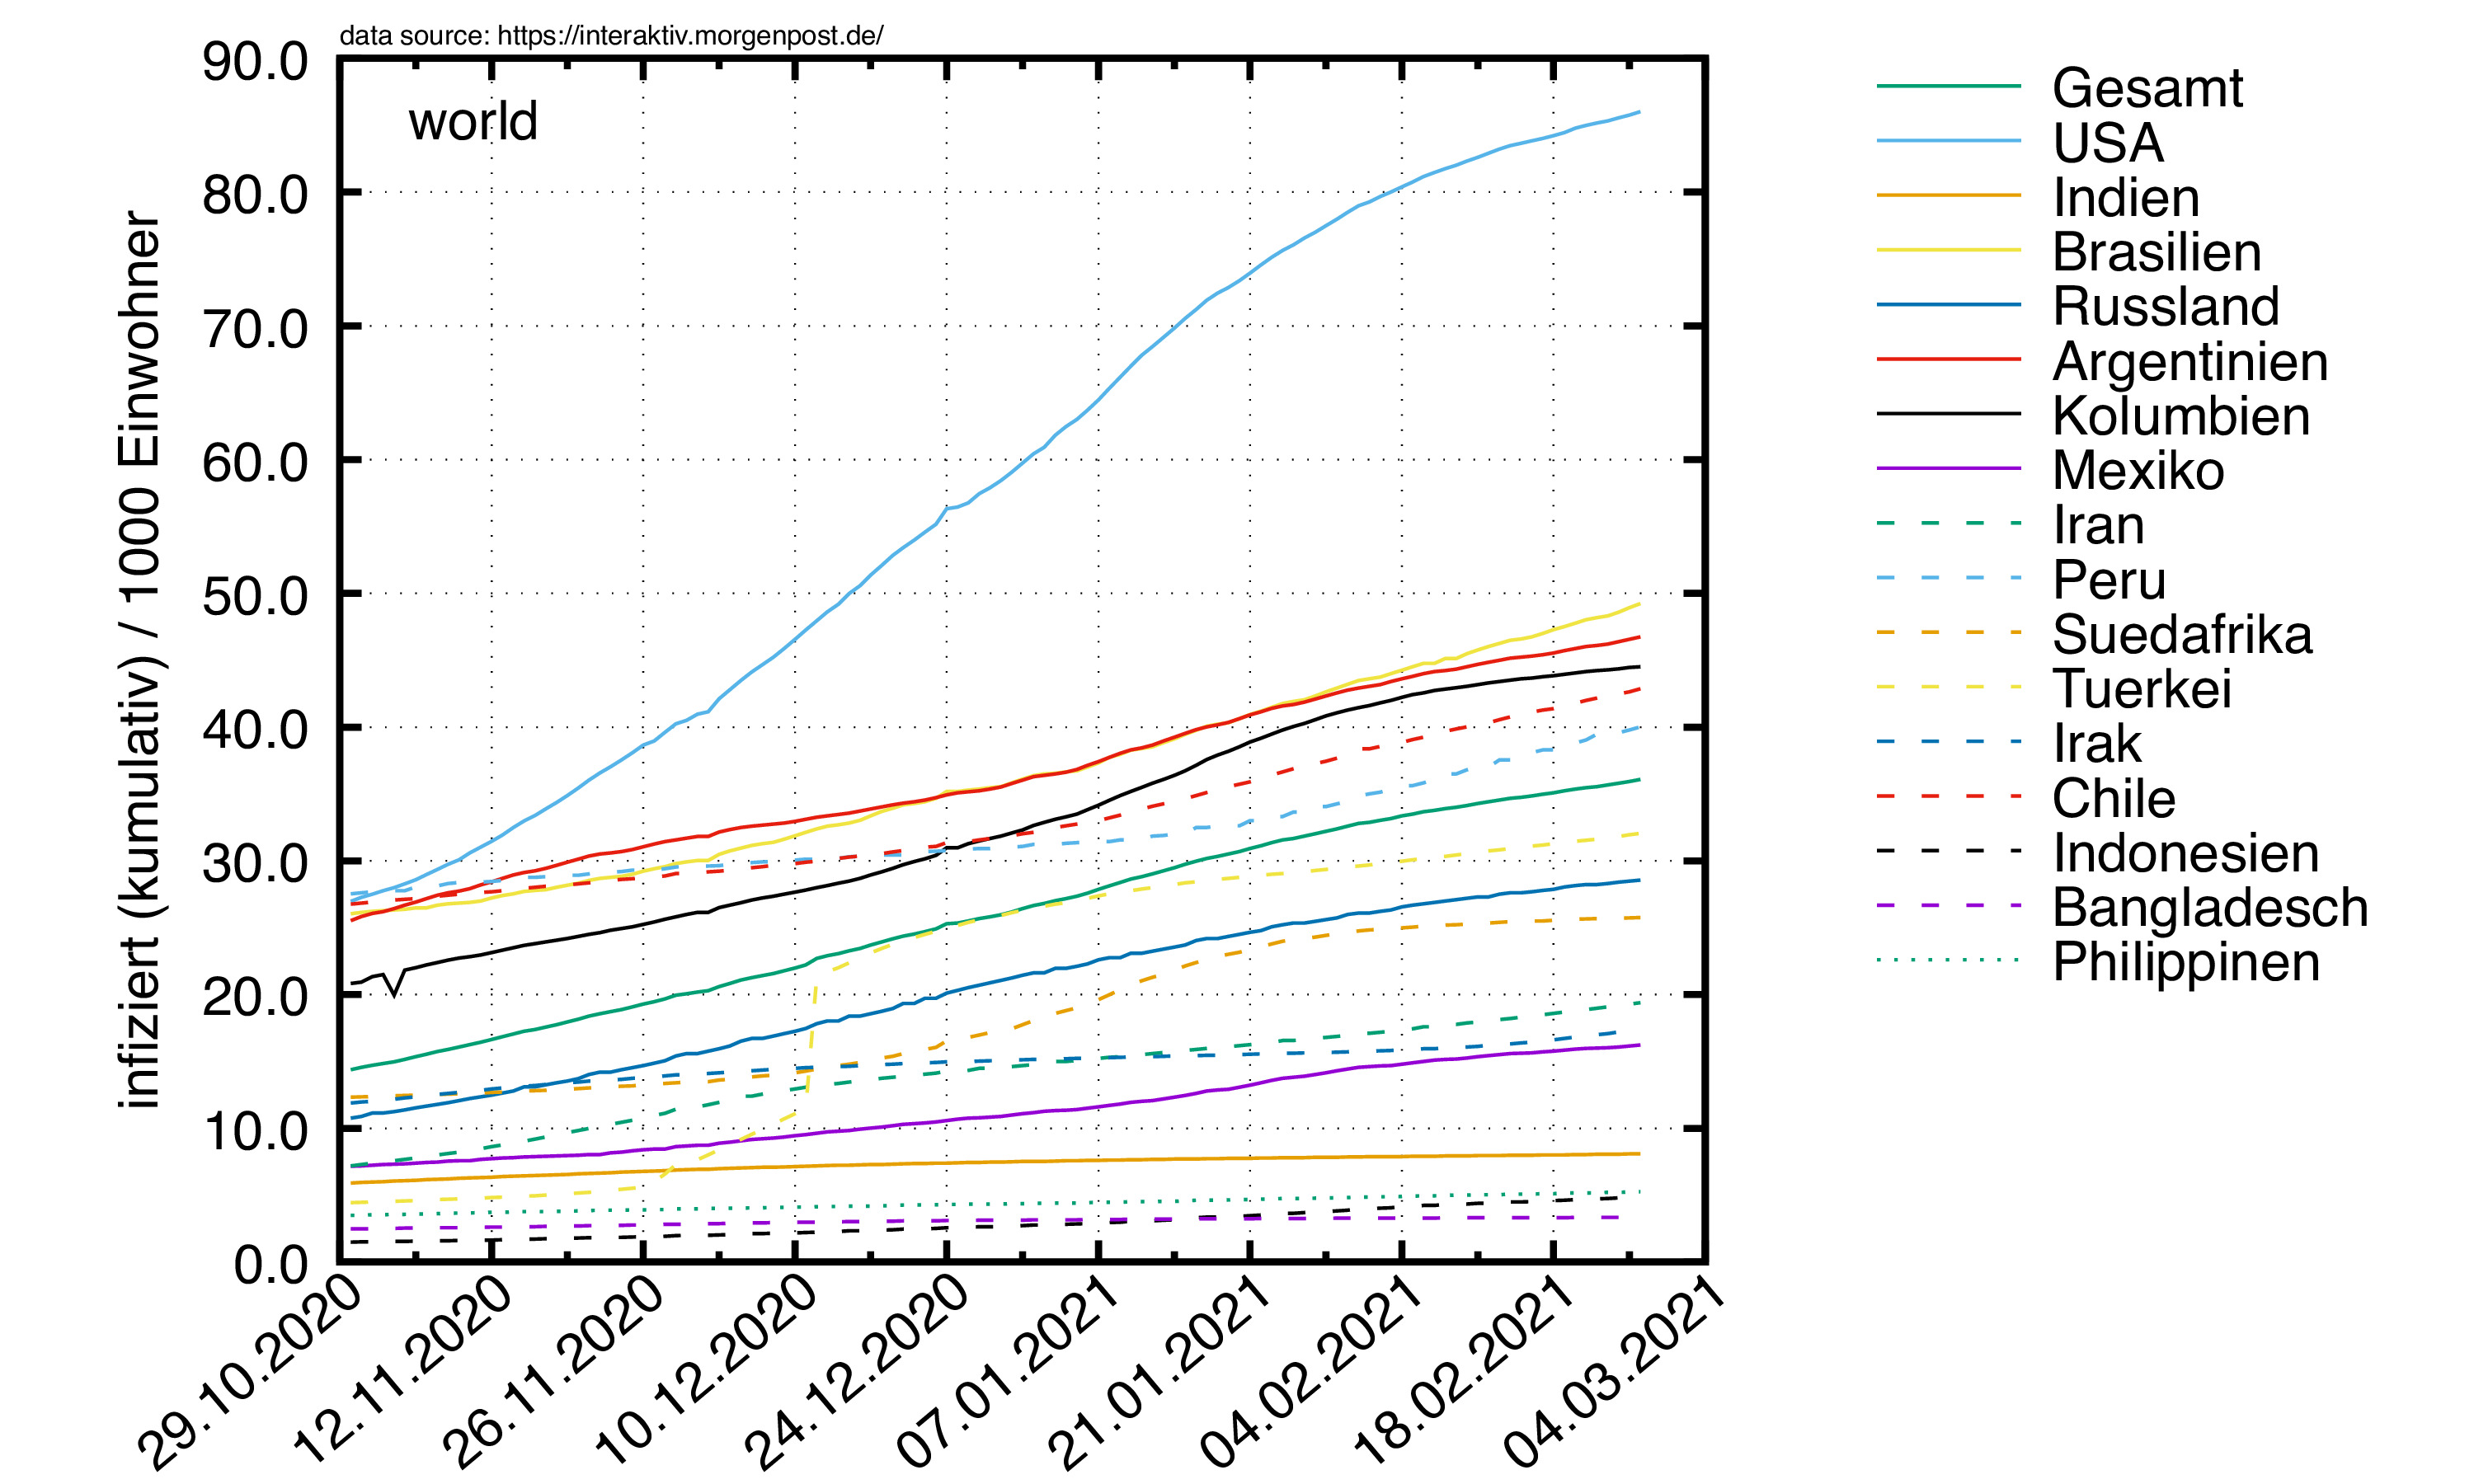 data source: https://interaktiv.morgenpost.de/
world
infiziert (kumulativ) / 1000 Einwohner
90.0
80.0
70.0
60.0
50.0
40.0
30.0
20.0
10.0
0.0
29.10.2020
12.11.2020
26.11.2020
10.12.2020
24.12.2020
07.01.2021
21.01.2021
04.02.2021
18.02.2021
04.03.2021
Gesamt
USA
Indien
Brasilien
Russland
Argentinien
Kolumbien
Mexiko
Iran
Peru
Suedafrika
Tuerkei
Irak
Chile
Indonesien
Bangladesch
Philippinen